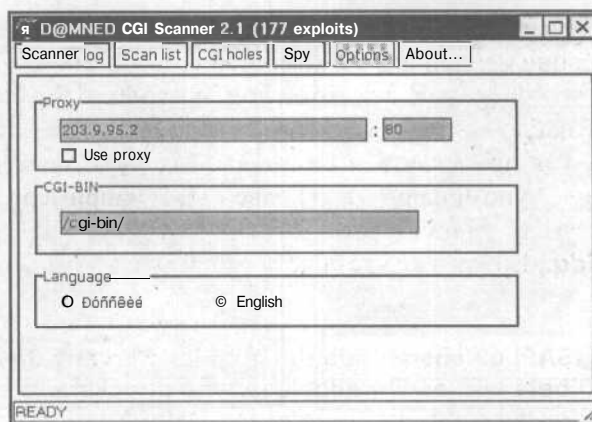 D@MNED CGI Scanner 2.1 (177 exploits)
Scanner log Scan list CGI holes Spy Options About...
Proxy
203.9,95.2 : 80
Use proxy
CGI-BIN
/cgi-bin/
Language
Ðóññêèé English
READY